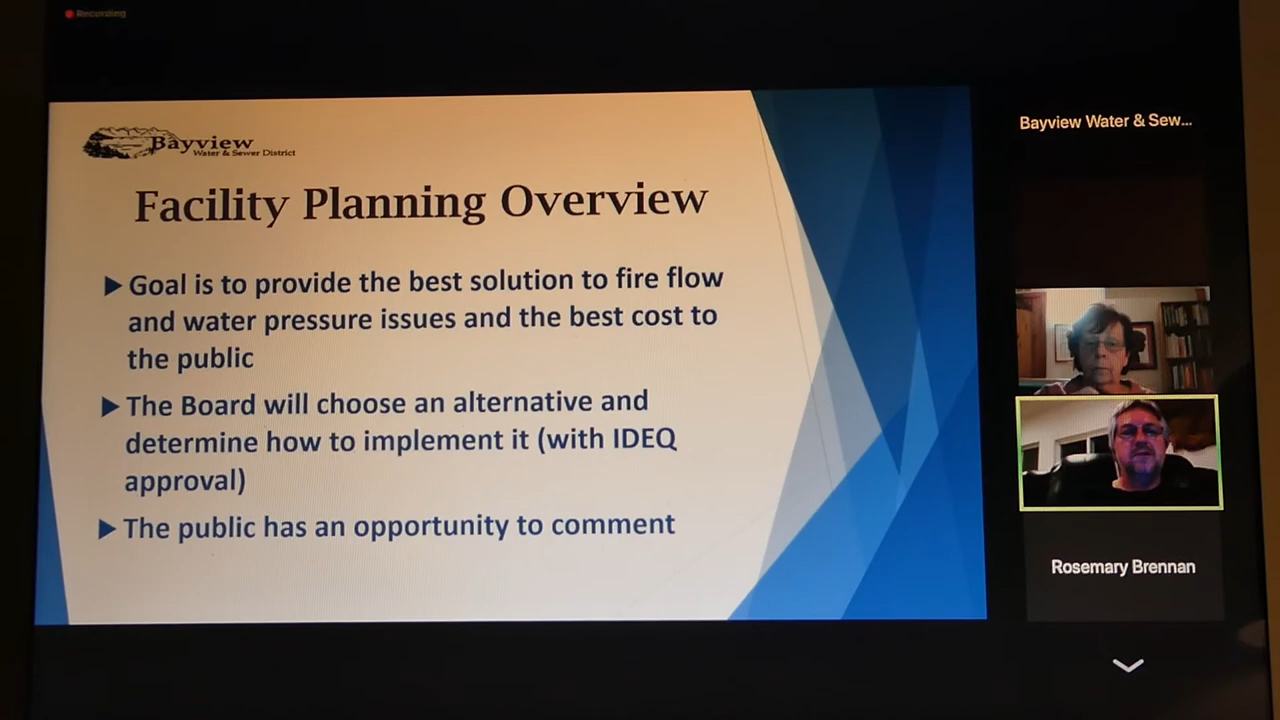 Recording
Bayview
Water & Sewer District
Facility Planning Overview
Goal is to provide the best solution to fire flow
and water pressure issues and the best cost to
the public
The Board will choose an alternative and
determine how to implement it (with IDEQ
approval)
The public has an opportunity to comment
Bayview Water & Sew...
Rosemary Brennan